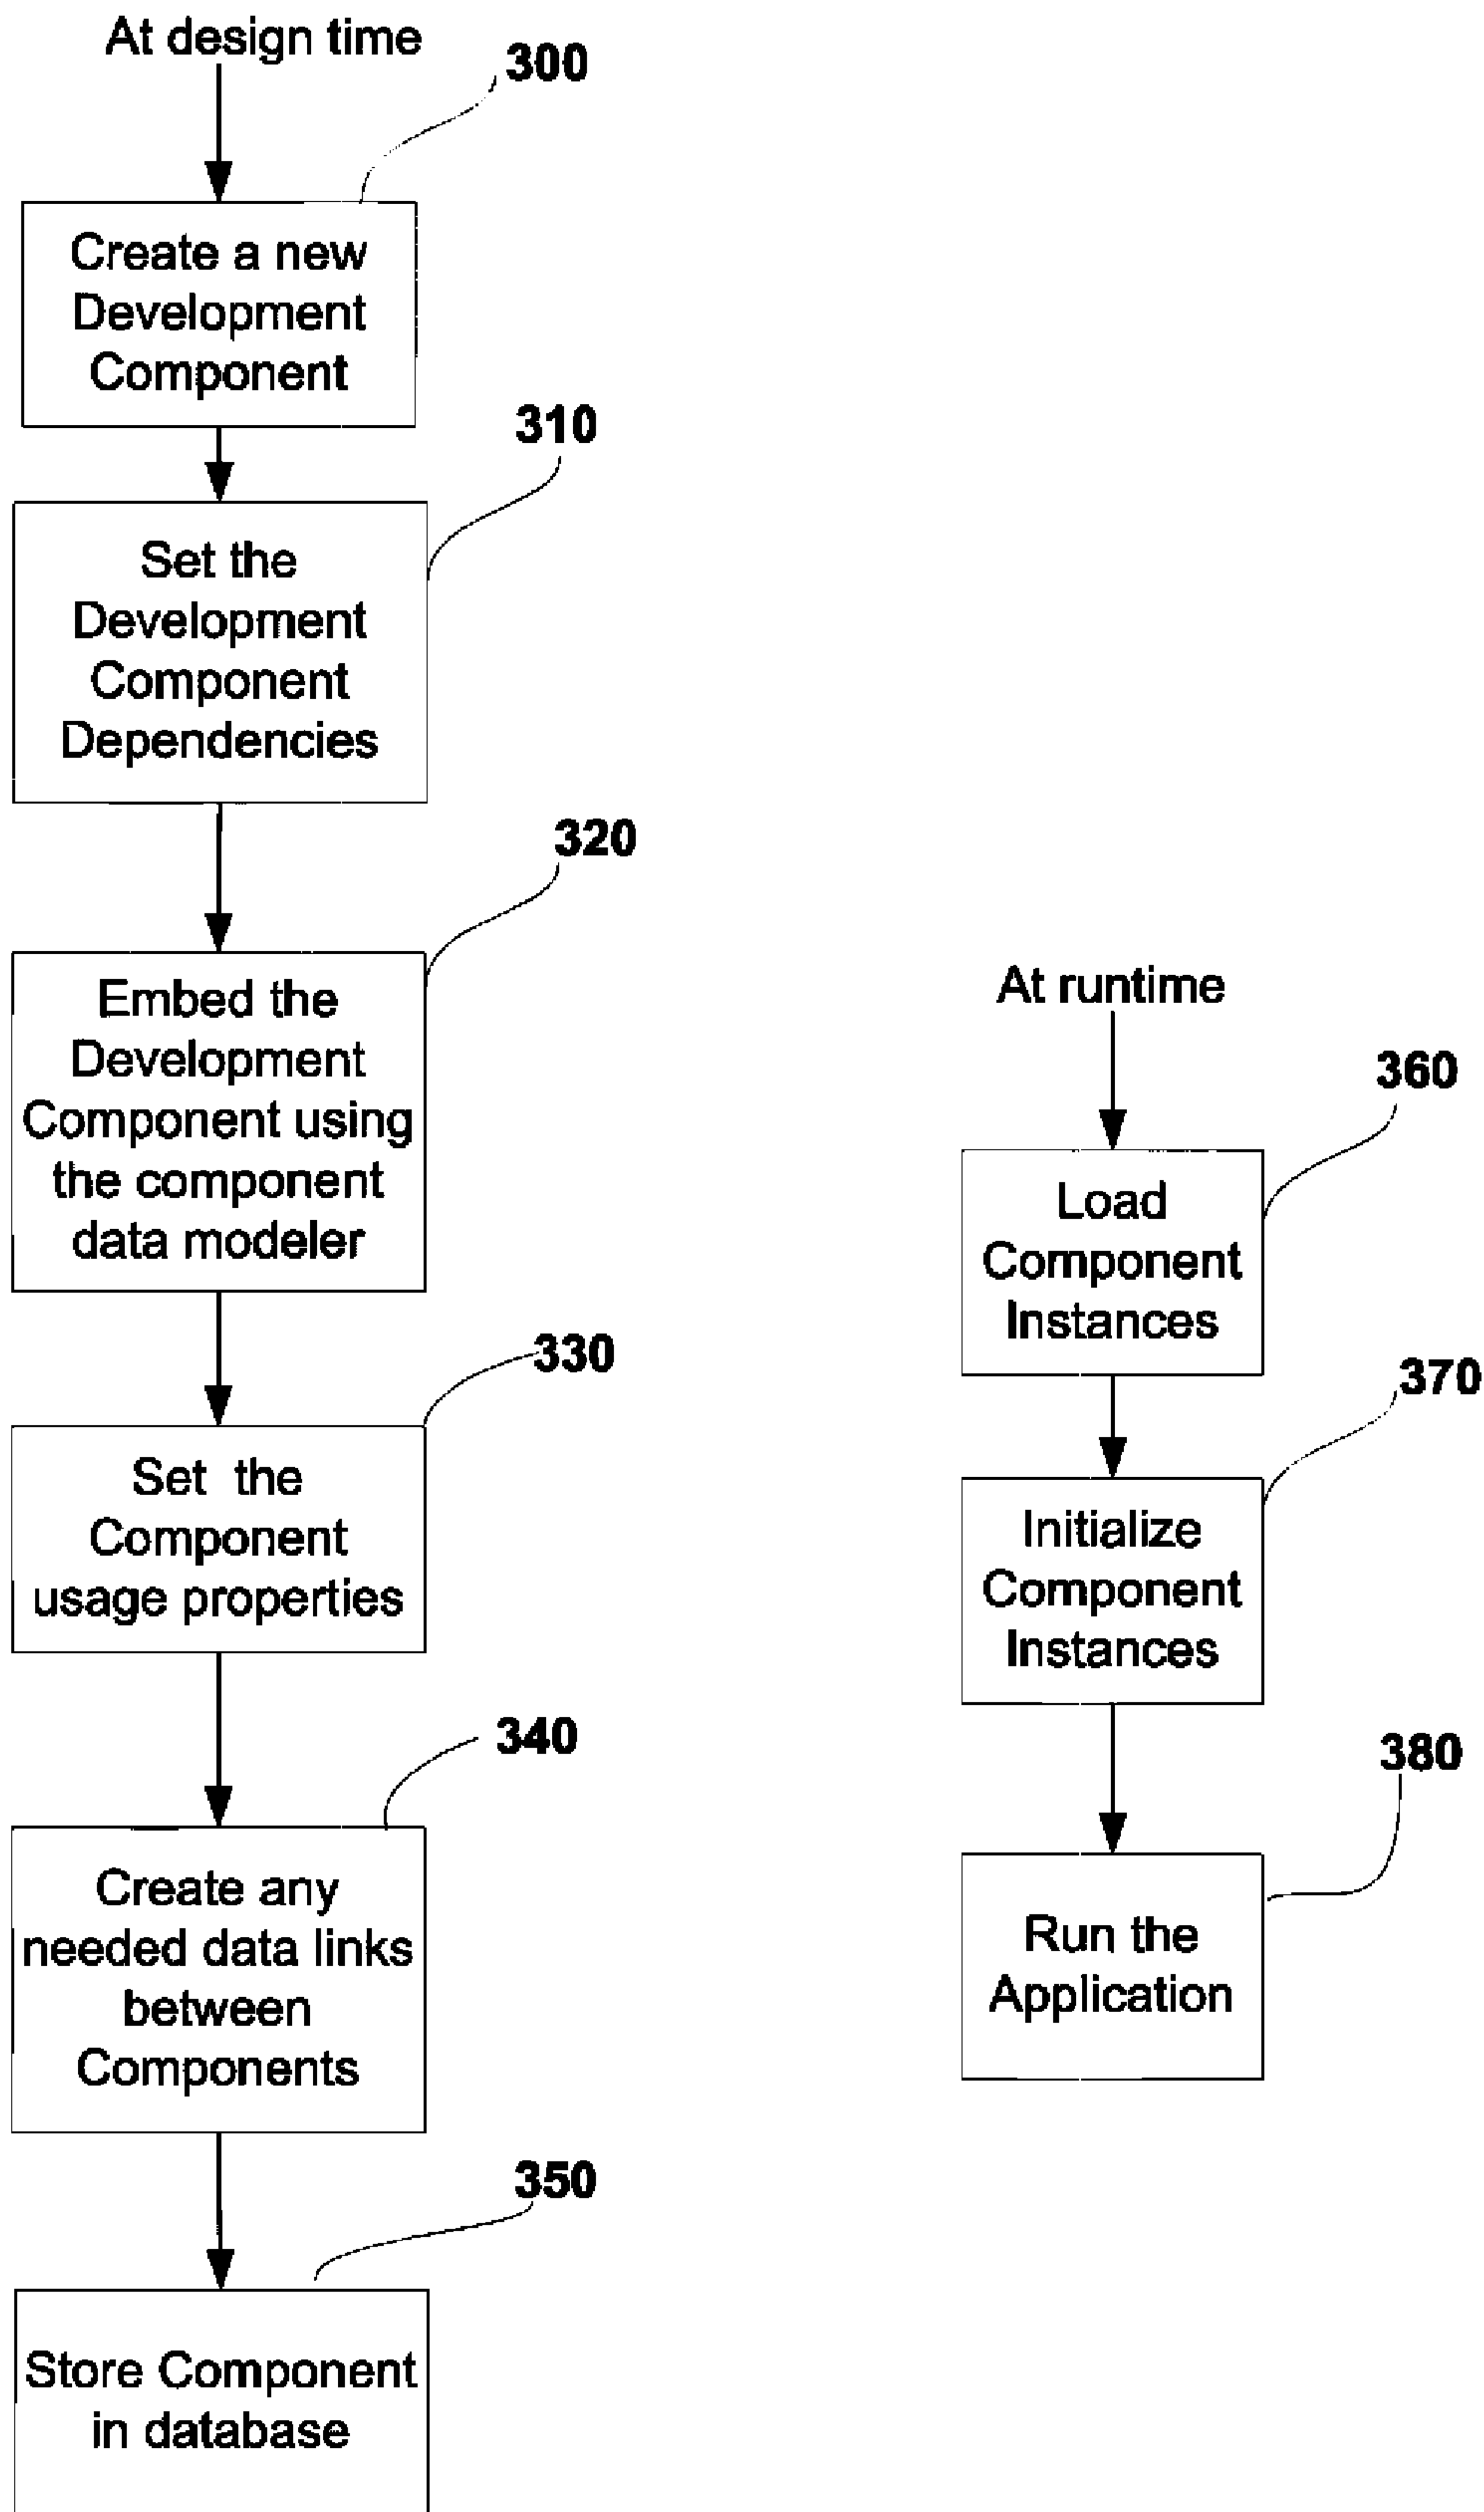 At design time
300
Create a new
Development
Component
310
Set the
Development
Component
Dependencies
320
Embed the
Development
Component using
the component
data modeler
330
Set the
Component
usage properties
340
Create any
needed data links
between
Components
350
Store Component
in database
At runtime
360
Load
Component
Instances
370
Initialize
Component
Instances
380
Run the
Application